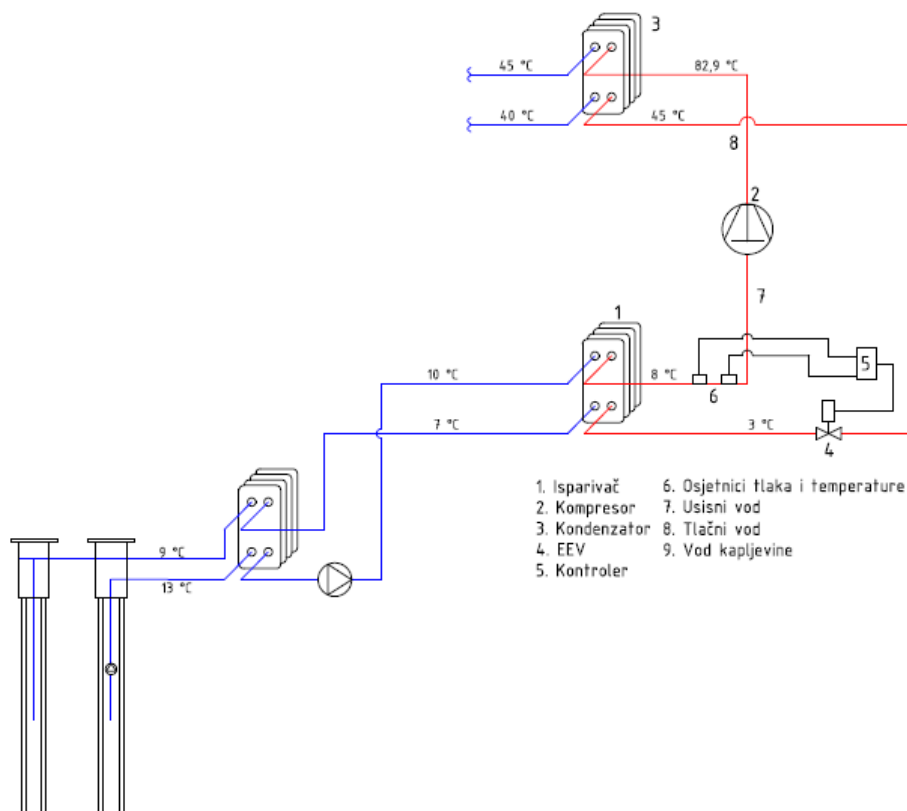 3
45 °C
82,9 °C
40 °C
45 °C
8
2
7
1
10 °C
8 °C
5
6
7 °C
3 °C
4
1. Isparivač
2. Kompresor
3. Kondenzator
4. EEV
5. Kontroler
6. Osjetnici tlaka i temperature
7. Usisni vod
8. Tlačni vod
9. Vod kapljevine
9 °C
13 °C